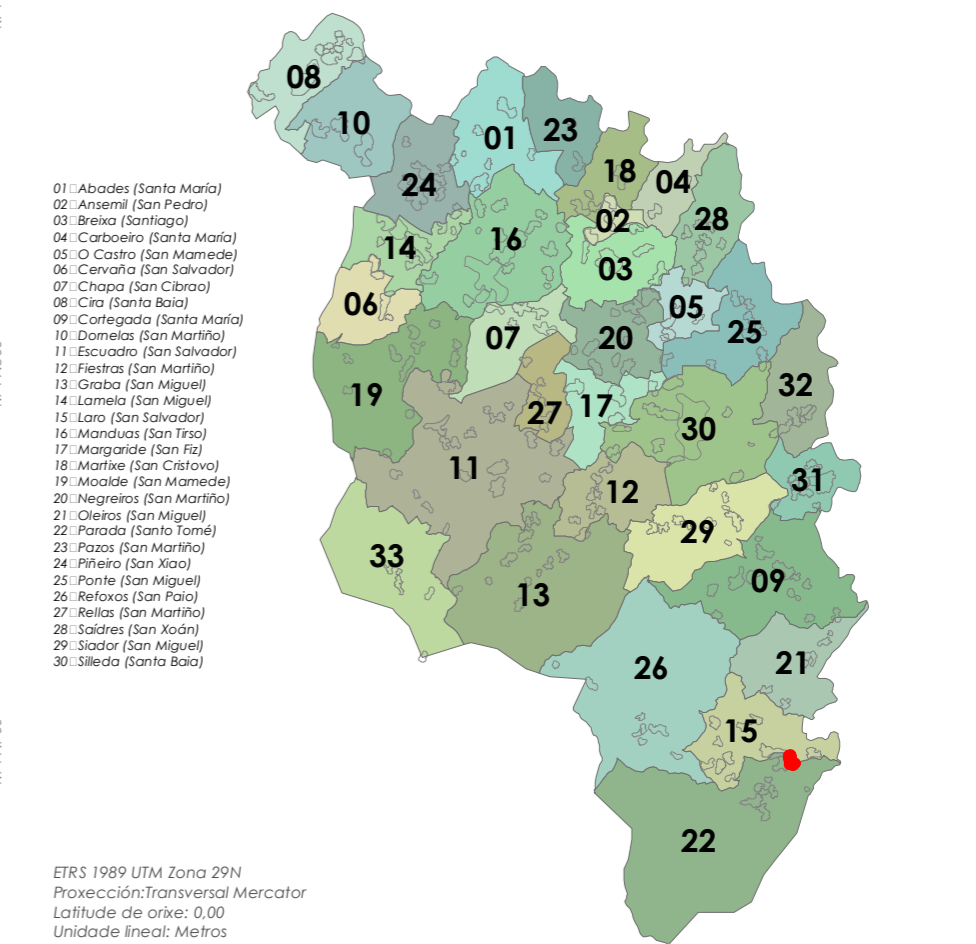 08
10
01
23
18
04
24
02
28
14
16
03
06
05
07
20
25
19
27
17
32
30
11
12
31
29
33
13
09
26
21
15
22
01 Abades (Santa María)
02 Ansemil (San Pedro)
03 Breixa (Santiago)
04 Carboeiro (Santa María)
05 O Castro (San Mamede)
06 Cervaña (San Salvador)
07 Chapa (San Cibrao)
08 Cira (Santa Baia)
09 Cortegada (Santa María)
10 Dornelas (San Martiño)
11 Escuadro (San Salvador)
12 Fiestras (San Martiño)
13 Graba (San Miguel)
14 Lamela (San Miguel)
15 Laro (San Salvador)
16 Manduas (San Tirso)
17 Margaride (San Fiz)
18 Martixe (San Cristovo)
19 Moalde (San Mamede)
20 Negreiros (San Martiño)
21 Oleiros (San Miguel)
22 Parada (Santo Tomé)
23 Pazos (San Martiño)
24 Piñeiro (San Xiao)
25 Ponte (San Miguel)
26 Refoxos (San Paio)
27 Rellas (San Martiño)
28 Saídres (San Xoán)
29 Siador (San Miguel)
30 Silleda (Santa Baia)
ETRS 1989 UTM Zona 29N
Proxección:Transversal Mercator
Latitude de orixe: 0,00
Unidade lineal: Metros